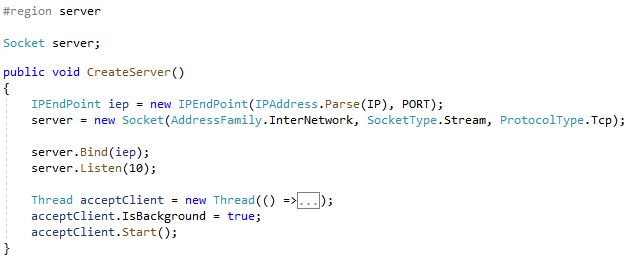 #region server
Socket server;
public void CreateServer()
{
IPEndPoint iep = new IPEndPoint(IPAddress.Parse(IP), PORT);
server = new Socket(AddressFamily.InterNetwork, SocketType.Stream, ProtocolType.Tcp);
server.Bind(iep);
server.Listen(10);
Thread acceptClient = new Thread(() =>...);
acceptClient.IsBackground = true;
acceptClient.Start();
}